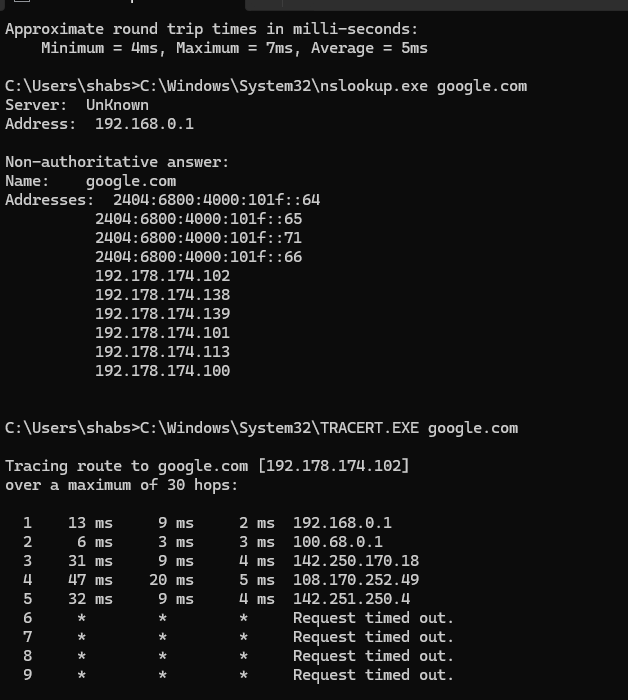 Approximate round trip times in milli-seconds:
    Minimum = 4ms, Maximum = 7ms, Average = 5ms

C:\Users\shabs>C:\Windows\System32\nslookup.exe google.com
Server:  UnKnown
Address:  192.168.0.1

Non-authoritative answer:
Name:    google.com
Addresses:  2404:6800:4000:101f::64
          2404:6800:4000:101f::65
          2404:6800:4000:101f::71
          2404:6800:4000:101f::66
          192.178.174.102
          192.178.174.138
          192.178.174.139
          192.178.174.101
          192.178.174.113
          192.178.174.100

C:\Users\shabs>C:\Windows\System32\TRACERT.EXE google.com

Tracing route to google.com [192.178.174.102]
over a maximum of 30 hops:

  1    13 ms     9 ms     2 ms  192.168.0.1
  2     6 ms     3 ms     3 ms  100.68.0.1
  3    31 ms     9 ms     4 ms  142.250.170.18
  4    47 ms    20 ms     5 ms  108.170.252.49
  5    32 ms     9 ms     4 ms  142.251.250.4
  6     *        *        *     Request timed out.
  7     *        *        *     Request timed out.
  8     *        *        *     Request timed out.
  9     *        *        *     Request timed out.